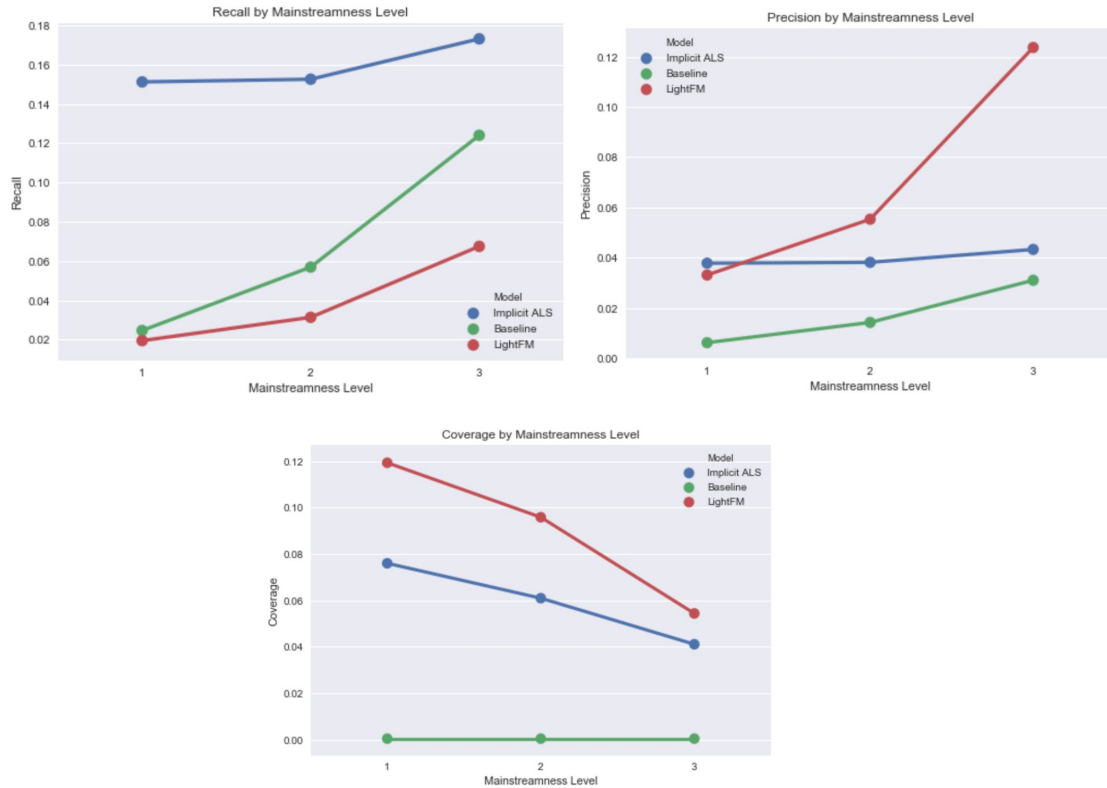 Recall by Mainstreamness Level
0.18
0.16
0.14
0.12
0.10
0.08
0.06
0.04
0.02
Recall
Model
Implicit ALS
Baseline
LightFM
1
2
3
Mainstreamness Level
Precision by Mainstreamness Level
Model
Implicit ALS
Baseline
LightFM
0.12
0.10
0.08
0.06
0.04
0.02
0.00
Precision
1
2
3
Mainstreamness Level
Coverage by Mainstreamness Level
Model
Implicit ALS
Baseline
LightFM
0.12
0.10
0.08
0.06
0.04
0.02
0.00
Coverage
1
2
3
Mainstreamness Level